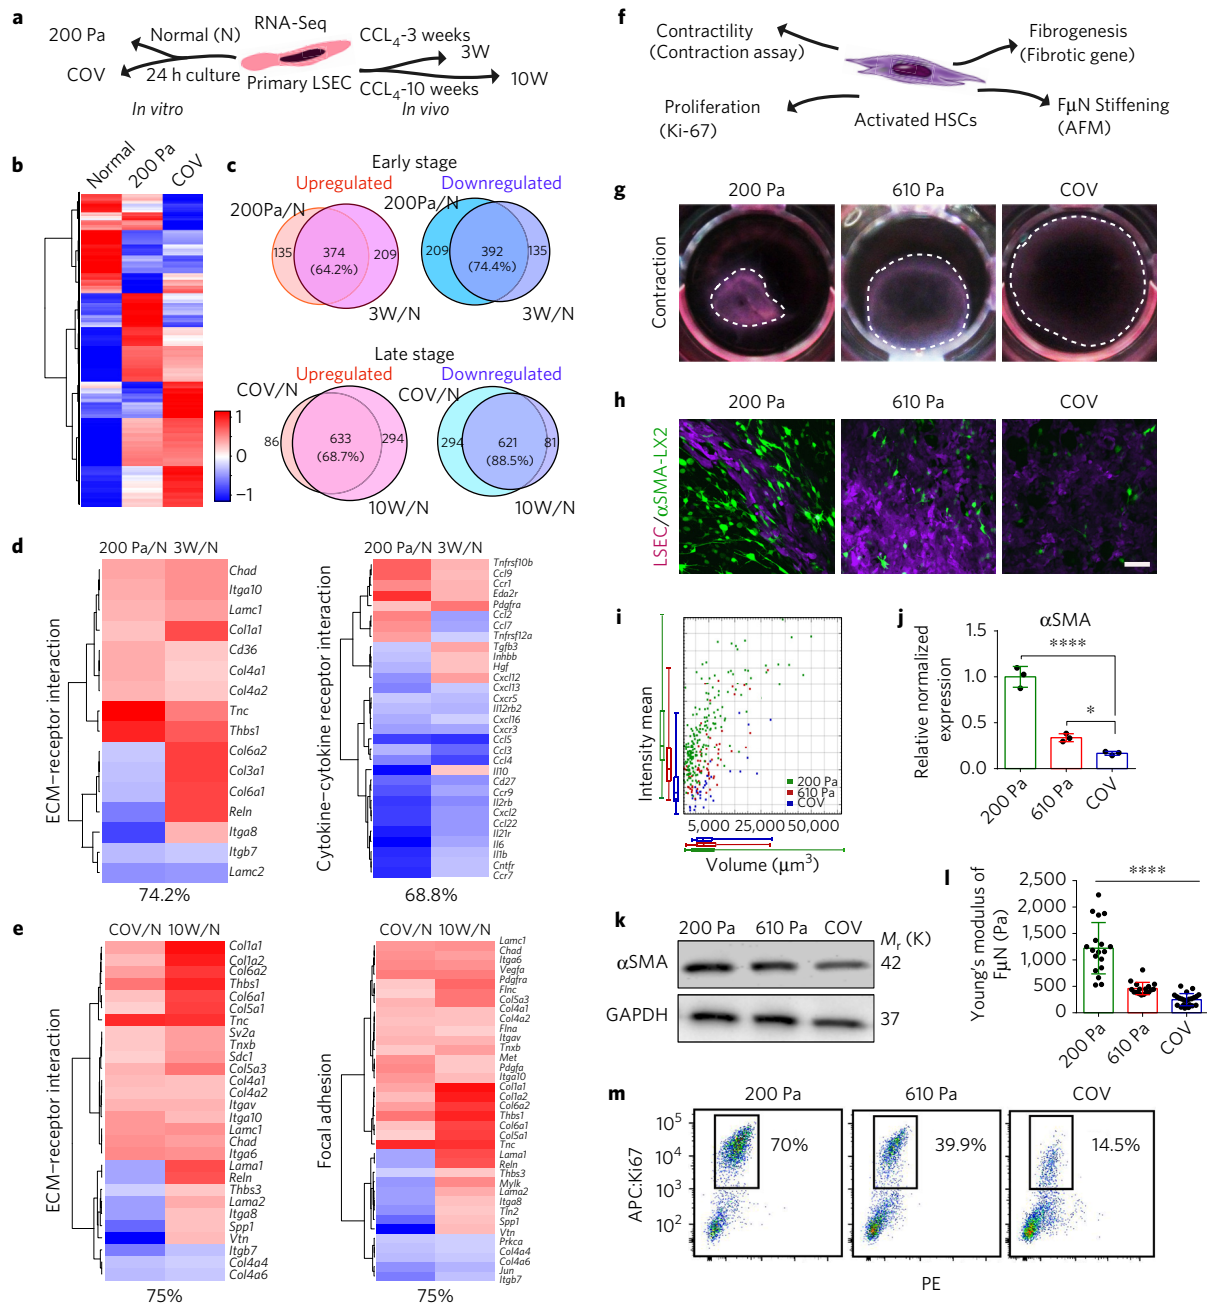 a
RNA-Seq
200 Pa
Normal (N)
CCL4-3 weeks
3W
COV
24 h culture
Primary LSEC
CCL4-10 weeks
10W
In vitro
In vivo
b
Normal
200 Pa
COV
1
0
−1
c
Early stage
Upregulated
Downregulated
200Pa/N
200Pa/N
135
374
(64.2%)
209
209
392
(74.4%)
135
3W/N
3W/N
Late stage
Upregulated
Downregulated
COV/N
COV/N
86
633
(68.7%)
294
294
621
(88.5%)
81
10W/N
10W/N
d
ECM–receptor interaction
200 Pa/N 3W/N
Chad
Itga10
Lamc1
Col1a1
Cd36
Col4a1
Col4a2
Tnc
Thbs1
Col6a2
Col3a1
Col6a1
Reln
Itga8
Itgb7
Lamc2
74.2%
Cytokine–cytokine receptor interaction
200 Pa/N 3W/N
Tnfrsf10b
Ccl9
Ccr1
Eda2r
Pdgfra
Ccl2
Ccl7
Tnfrsf12a
Tgfb3
Inhbb
Hgf
Cxcl12
Cxcl13
Cxcr5
Il12rb2
Cxcl16
Cxcr3
Ccl5
Ccl3
Ccl4
Il10
Cd27
Ccr9
Il2rb
Cxcl2
Ccl22
Il21r
Il6
Il1b
Cntfr
Ccr7
68.8%
e
ECM–receptor interaction
COV/N 10W/N
Col1a1
Col1a2
Col6a2
Thbs1
Col6a1
Col5a1
Tnc
Sv2a
Tnxb
Sdc1
Col5a3
Col4a1
Col4a2
Itgav
Itga10
Lamc1
Chad
Itga6
Lama1
Reln
Thbs3
Lama2
Itga8
Spp1
Vtn
Itgb7
Col4a4
Col4a6
75%
Focal adhesion
COV/N 10W/N
Lamc1
Chad
Itga6
Vegfa
Pdgfra
Flnc
Col5a3
Col4a1
Col4a2
Flna
Itgav
Tnxb
Met
Pdgfa
Itga10
Col1a1
Col1a2
Col6a2
Thbs1
Col6a1
Col5a1
Tnc
Lama1
Reln
Thbs3
Mylk
Lama2
Itga8
Tln2
Spp1
Vtn
Prkca
Col4a4
Col4a6
Jun
Itgb7
75%
f
Contractility
(Contraction assay)
Fibrogenesis
(Fibrotic gene)
Proliferation
(Ki-67)
Activated HSCs
FμN Stiffening
(AFM)
g
200 Pa
610 Pa
COV
Contraction
h
200 Pa
610 Pa
COV
LSEC/αSMA-LX2
i
Intensity mean
200 Pa
610 Pa
COV
5,000
25,000
50,000
Volume (μm3)
j
αSMA
Relative normalized
expression
1.5
1.0
0.5
0.0
****
*
200 Pa
610 Pa
COV
k
200 Pa
610 Pa
COV
Mr (K)
αSMA
42
GAPDH
37
l
Young's modulus of
FμN (Pa)
2,500
2,000
1,500
1,000
500
0
****
200 Pa
610 Pa
COV
m
200 Pa
610 Pa
COV
APC:Ki67
10^5
10^4
10^3
10^2
70%
39.9%
14.5%
PE